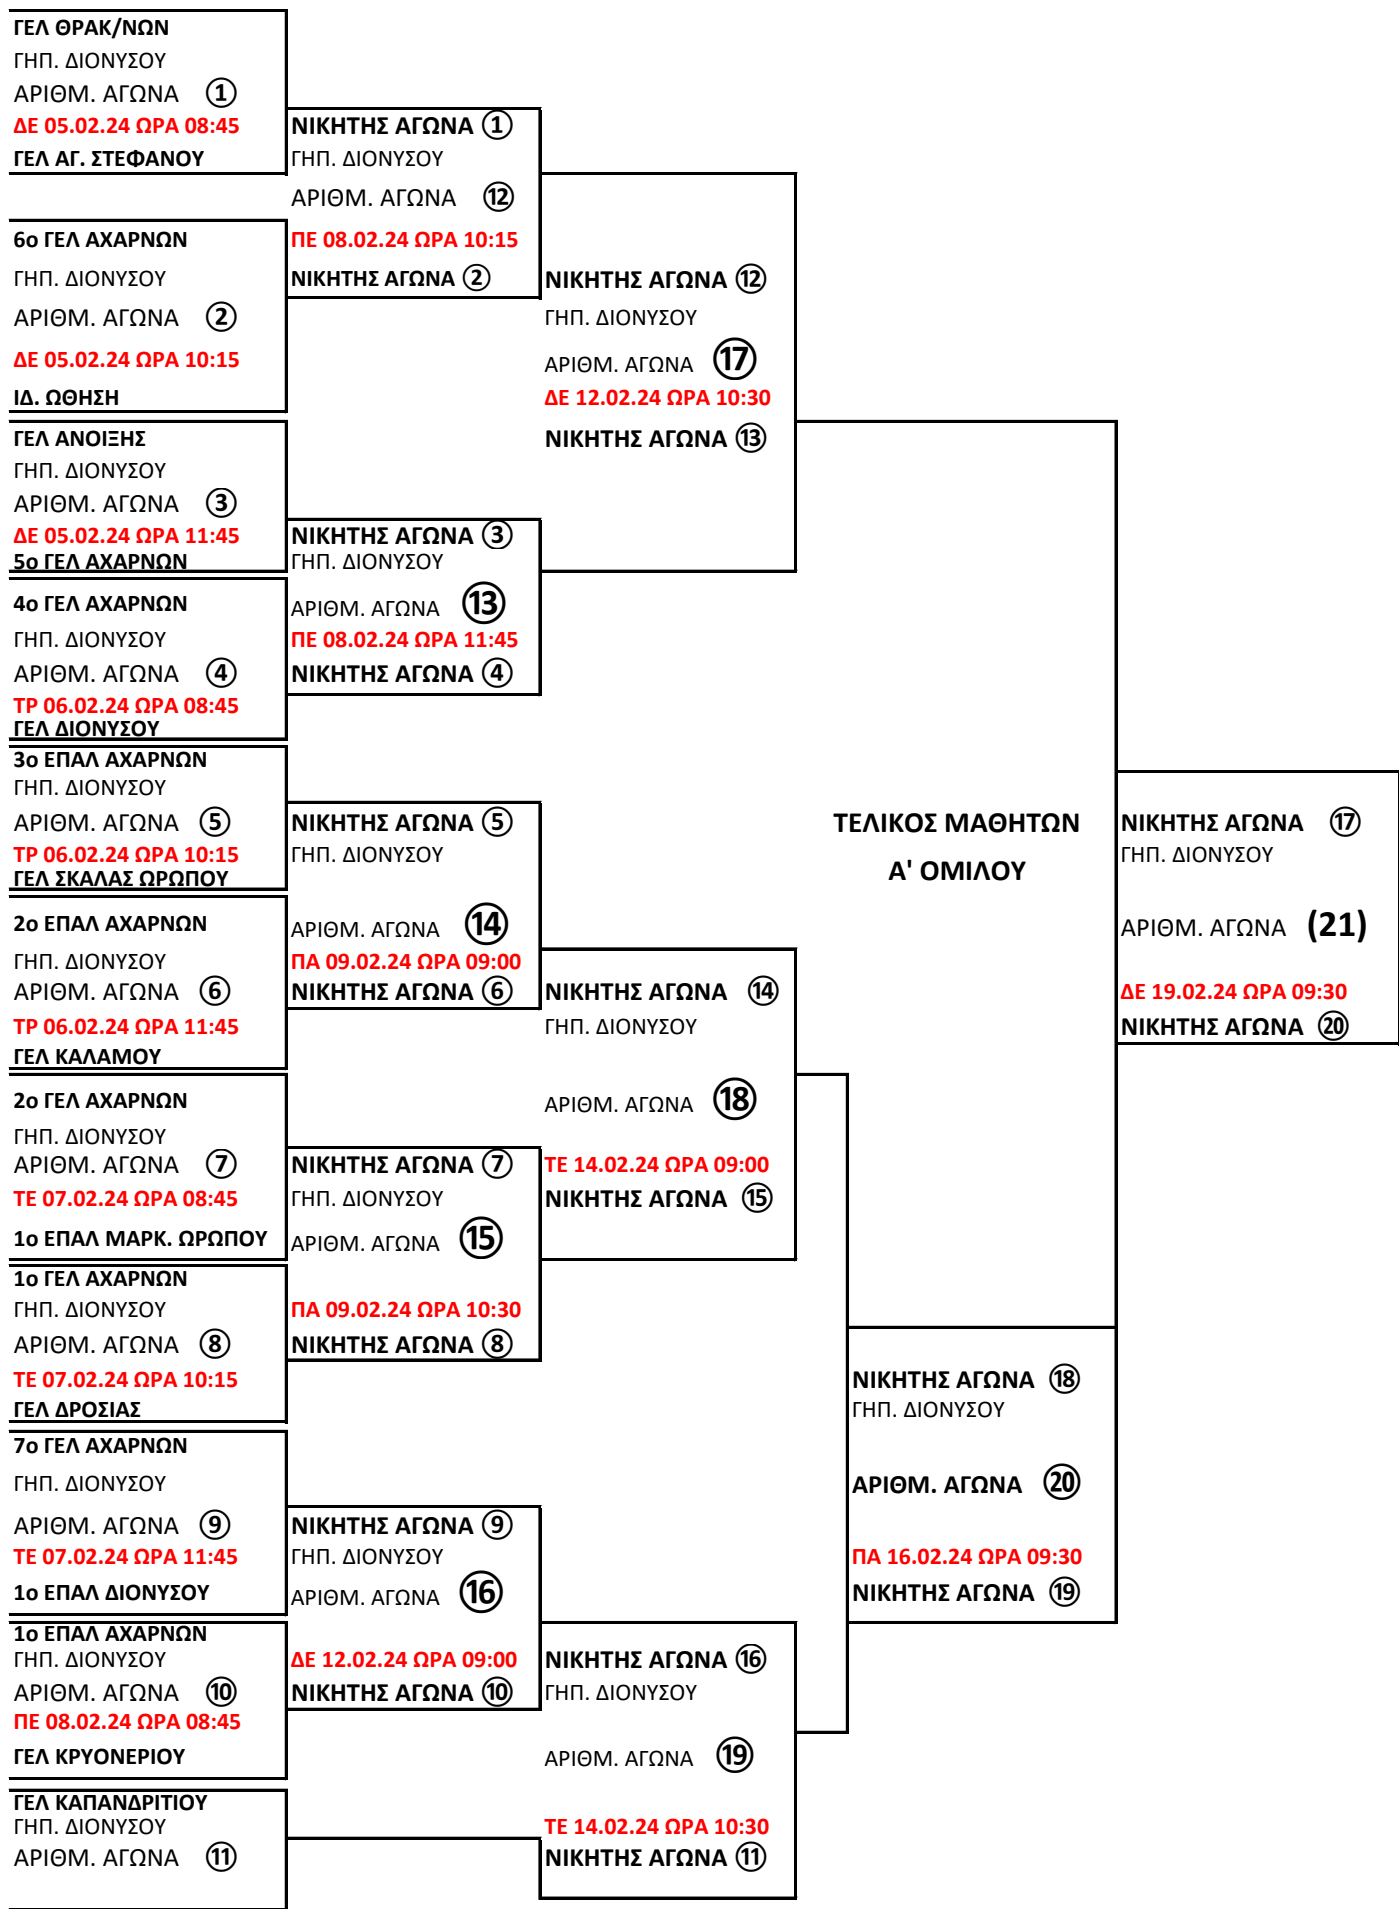 ΓΕΛ ΘΡΑΚ/ΝΩΝ
ΓΗΠ. ΔΙΟΝΥΣΟΥ
ΑΡΙΘΜ. ΑΓΩΝΑ ①
ΔΕ 05.02.24 ΩΡΑ 08:45
ΓΕΛ ΑΓ. ΣΤΕΦΑΝΟΥ
6ο ΓΕΛ ΑΧΑΡΝΩΝ
ΓΗΠ. ΔΙΟΝΥΣΟΥ
ΑΡΙΘΜ. ΑΓΩΝΑ ②
ΔΕ 05.02.24 ΩΡΑ 10:15
ΙΔ. ΩΘΗΣΗ
ΓΕΛ ΑΝΟΙΞΗΣ
ΓΗΠ. ΔΙΟΝΥΣΟΥ
ΑΡΙΘΜ. ΑΓΩΝΑ ③
ΔΕ 05.02.24 ΩΡΑ 11:45
5ο ΓΕΛ ΑΧΑΡΝΩΝ
4ο ΓΕΛ ΑΧΑΡΝΩΝ
ΓΗΠ. ΔΙΟΝΥΣΟΥ
ΑΡΙΘΜ. ΑΓΩΝΑ ④
ΤΡ 06.02.24 ΩΡΑ 08:45
ΓΕΛ ΔΙΟΝΥΣΟΥ
3ο ΕΠΑΛ ΑΧΑΡΝΩΝ
ΓΗΠ. ΔΙΟΝΥΣΟΥ
ΑΡΙΘΜ. ΑΓΩΝΑ ⑤
ΤΡ 06.02.24 ΩΡΑ 10:15
ΓΕΛ ΣΚΑΛΑΣ ΩΡΩΠΟΥ
2ο ΕΠΑΛ ΑΧΑΡΝΩΝ
ΓΗΠ. ΔΙΟΝΥΣΟΥ
ΑΡΙΘΜ. ΑΓΩΝΑ ⑥
ΤΡ 06.02.24 ΩΡΑ 11:45
ΓΕΛ ΚΑΛΑΜΟΥ
2ο ΓΕΛ ΑΧΑΡΝΩΝ
ΓΗΠ. ΔΙΟΝΥΣΟΥ
ΑΡΙΘΜ. ΑΓΩΝΑ ⑦
ΤΕ 07.02.24 ΩΡΑ 08:45
1ο ΕΠΑΛ ΜΑΡΚ. ΩΡΩΠΟΥ
1ο ΓΕΛ ΑΧΑΡΝΩΝ
ΓΗΠ. ΔΙΟΝΥΣΟΥ
ΑΡΙΘΜ. ΑΓΩΝΑ ⑧
ΤΕ 07.02.24 ΩΡΑ 10:15
ΓΕΛ ΔΡΟΣΙΑΣ
7ο ΓΕΛ ΑΧΑΡΝΩΝ
ΓΗΠ. ΔΙΟΝΥΣΟΥ
ΑΡΙΘΜ. ΑΓΩΝΑ ⑨
ΤΕ 07.02.24 ΩΡΑ 11:45
1ο ΕΠΑΛ ΔΙΟΝΥΣΟΥ
1ο ΕΠΑΛ ΑΧΑΡΝΩΝ
ΓΗΠ. ΔΙΟΝΥΣΟΥ
ΑΡΙΘΜ. ΑΓΩΝΑ ⑩
ΠΕ 08.02.24 ΩΡΑ 08:45
ΓΕΛ ΚΡΥΟΝΕΡΙΟΥ
ΓΕΛ ΚΑΠΑΝΔΡΙΤΙΟΥ
ΓΗΠ. ΔΙΟΝΥΣΟΥ
ΑΡΙΘΜ. ΑΓΩΝΑ ⑪
ΝΙΚΗΤΗΣ ΑΓΩΝΑ ①
ΓΗΠ. ΔΙΟΝΥΣΟΥ
ΑΡΙΘΜ. ΑΓΩΝΑ ⑫
ΠΕ 08.02.24 ΩΡΑ 10:15
ΝΙΚΗΤΗΣ ΑΓΩΝΑ ②
ΝΙΚΗΤΗΣ ΑΓΩΝΑ ③
ΓΗΠ. ΔΙΟΝΥΣΟΥ
ΑΡΙΘΜ. ΑΓΩΝΑ ⑬
ΠΕ 08.02.24 ΩΡΑ 11:45
ΝΙΚΗΤΗΣ ΑΓΩΝΑ ④
ΝΙΚΗΤΗΣ ΑΓΩΝΑ ⑤
ΓΗΠ. ΔΙΟΝΥΣΟΥ
ΑΡΙΘΜ. ΑΓΩΝΑ ⑭
ΠΑ 09.02.24 ΩΡΑ 09:00
ΝΙΚΗΤΗΣ ΑΓΩΝΑ ⑥
ΝΙΚΗΤΗΣ ΑΓΩΝΑ ⑦
ΓΗΠ. ΔΙΟΝΥΣΟΥ
ΑΡΙΘΜ. ΑΓΩΝΑ ⑮
ΠΑ 09.02.24 ΩΡΑ 10:30
ΝΙΚΗΤΗΣ ΑΓΩΝΑ ⑧
ΝΙΚΗΤΗΣ ΑΓΩΝΑ ⑨
ΓΗΠ. ΔΙΟΝΥΣΟΥ
ΑΡΙΘΜ. ΑΓΩΝΑ ⑯
ΔΕ 12.02.24 ΩΡΑ 09:00
ΝΙΚΗΤΗΣ ΑΓΩΝΑ ⑩
ΝΙΚΗΤΗΣ ΑΓΩΝΑ ⑫
ΓΗΠ. ΔΙΟΝΥΣΟΥ
ΑΡΙΘΜ. ΑΓΩΝΑ ⑰
ΔΕ 12.02.24 ΩΡΑ 10:30
ΝΙΚΗΤΗΣ ΑΓΩΝΑ ⑬
ΝΙΚΗΤΗΣ ΑΓΩΝΑ ⑭
ΓΗΠ. ΔΙΟΝΥΣΟΥ
ΑΡΙΘΜ. ΑΓΩΝΑ ⑱
ΤΕ 14.02.24 ΩΡΑ 09:00
ΝΙΚΗΤΗΣ ΑΓΩΝΑ ⑮
ΝΙΚΗΤΗΣ ΑΓΩΝΑ ⑯
ΓΗΠ. ΔΙΟΝΥΣΟΥ
ΑΡΙΘΜ. ΑΓΩΝΑ ⑲
ΤΕ 14.02.24 ΩΡΑ 10:30
ΝΙΚΗΤΗΣ ΑΓΩΝΑ ⑪
ΤΕΛΙΚΟΣ ΜΑΘΗΤΩΝ
Α' ΟΜΙΛΟΥ
ΝΙΚΗΤΗΣ ΑΓΩΝΑ ⑱
ΓΗΠ. ΔΙΟΝΥΣΟΥ
ΑΡΙΘΜ. ΑΓΩΝΑ ⑳
ΠΑ 16.02.24 ΩΡΑ 09:30
ΝΙΚΗΤΗΣ ΑΓΩΝΑ ⑲
ΝΙΚΗΤΗΣ ΑΓΩΝΑ ⑰
ΓΗΠ. ΔΙΟΝΥΣΟΥ
ΑΡΙΘΜ. ΑΓΩΝΑ (21)
ΔΕ 19.02.24 ΩΡΑ 09:30
ΝΙΚΗΤΗΣ ΑΓΩΝΑ ⑳